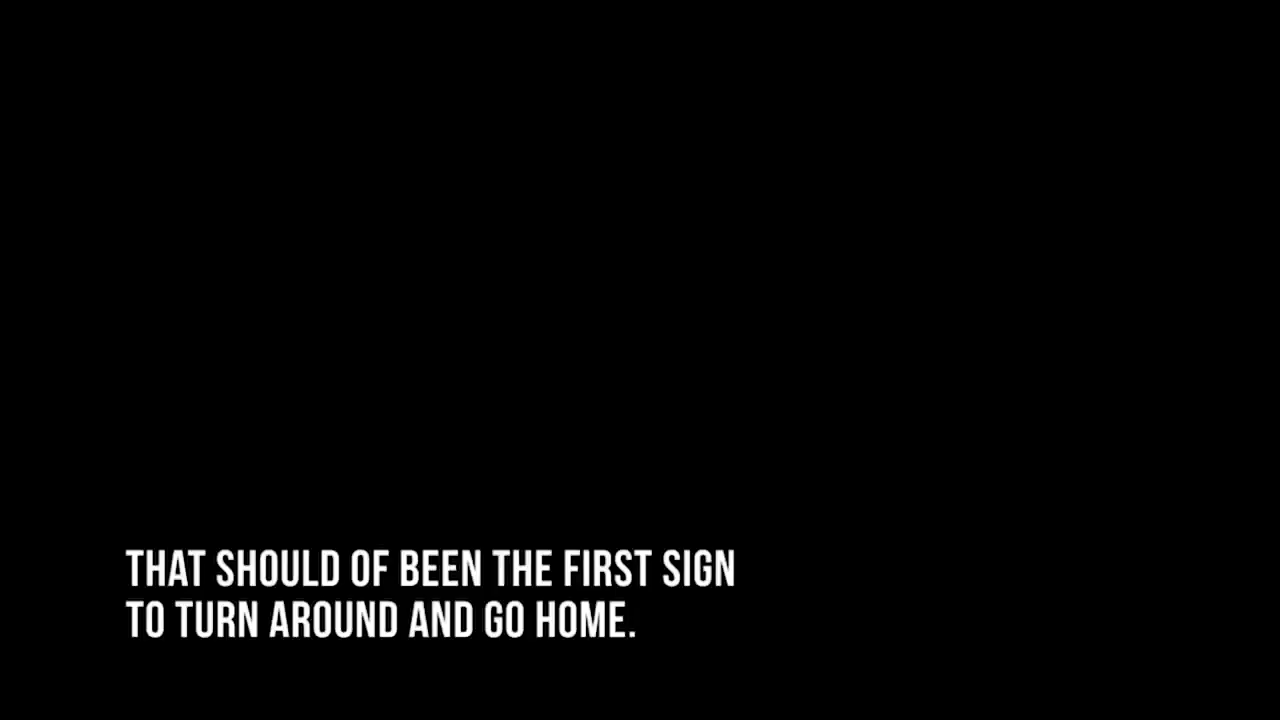 THAT SHOULD OF BEEN THE FIRST SIGN
TO TURN AROUND AND GO HOME.